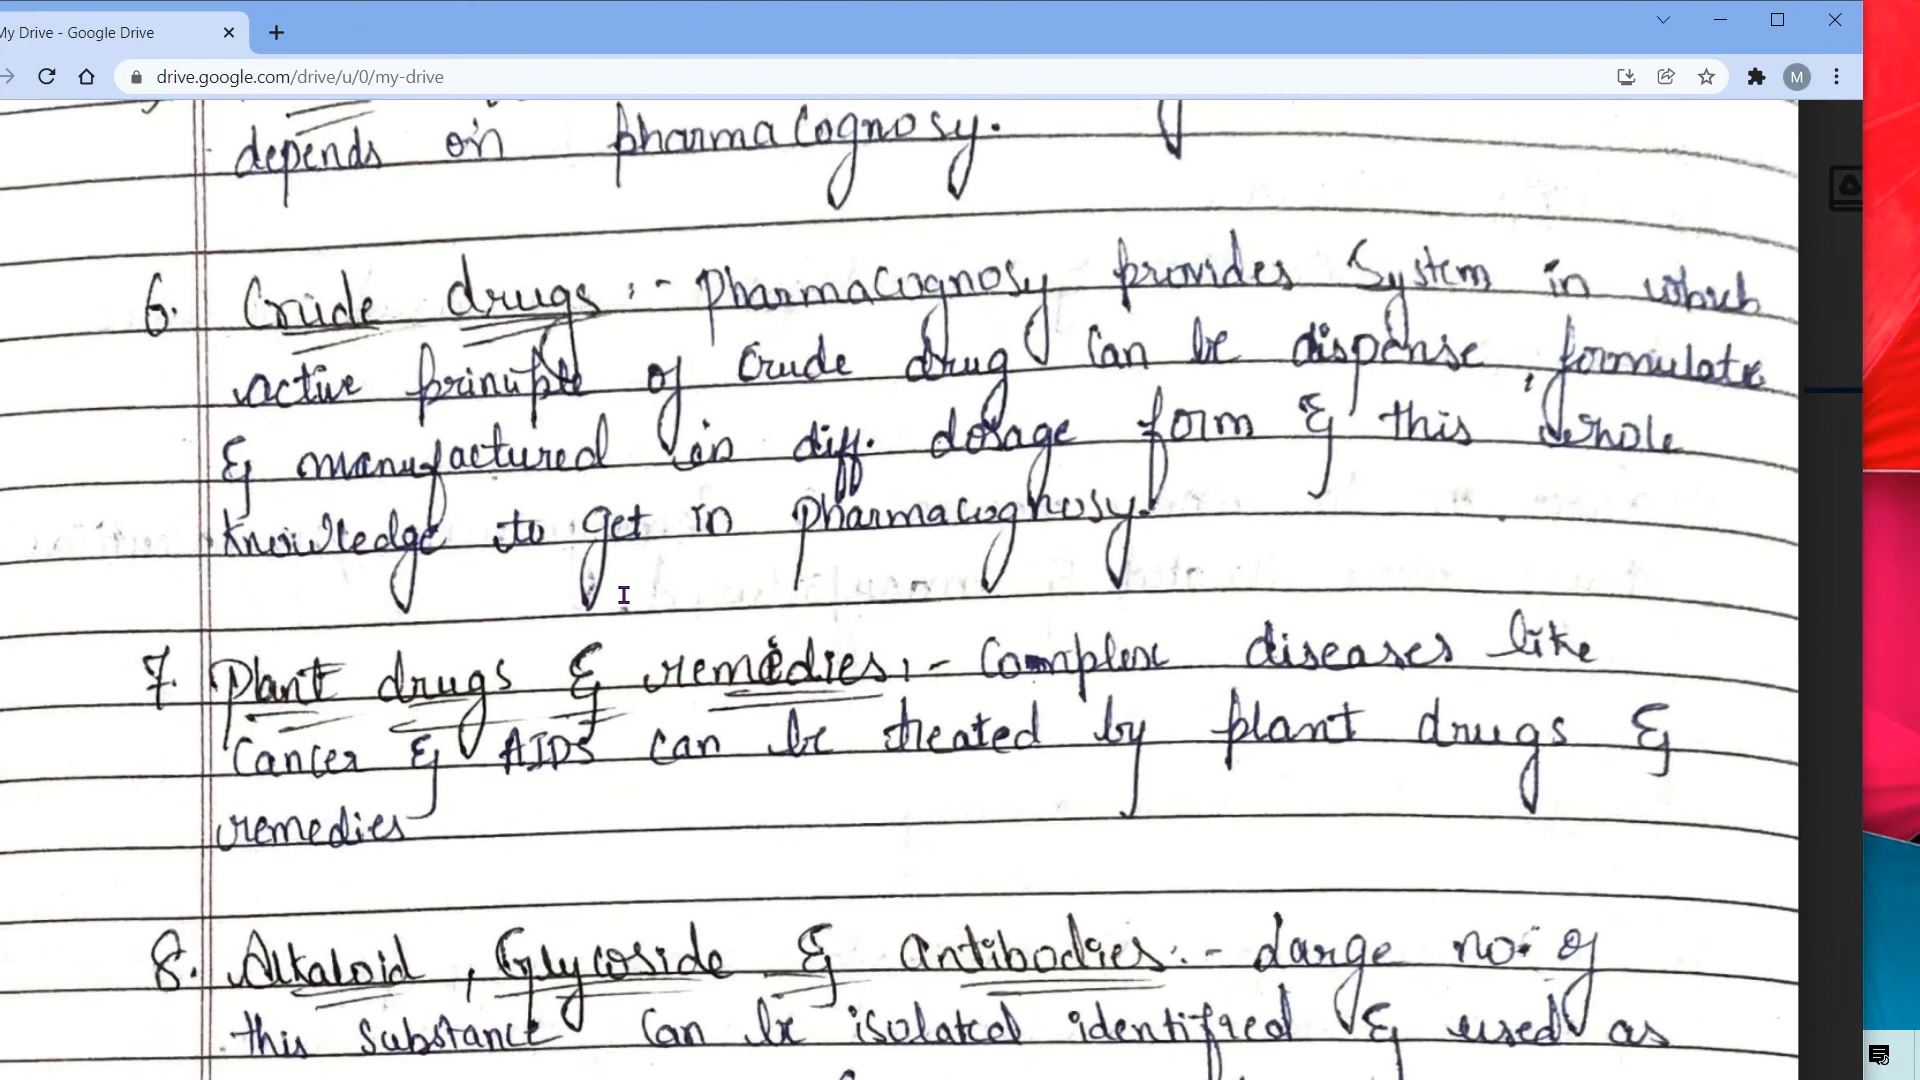 My Drive - Google Drive
drive.google.com/drive/u/0/my-drive
M
depends on pharmacognosy.
6. Crude drugs :- Pharmacognosy provides System in which
active principle of crude drug can be dispense, formulate
& manufactured in diff. dosage form & this whole
knowledge to get in pharmacognosy.
7. Plant drugs & remedies :- Complex diseases like
Cancer & AIDS can be treated by plant drugs &
remedies
8. Alkaloid, Glycoside & Antibodies :- Large no. of
this substance can be isolated identified & used as